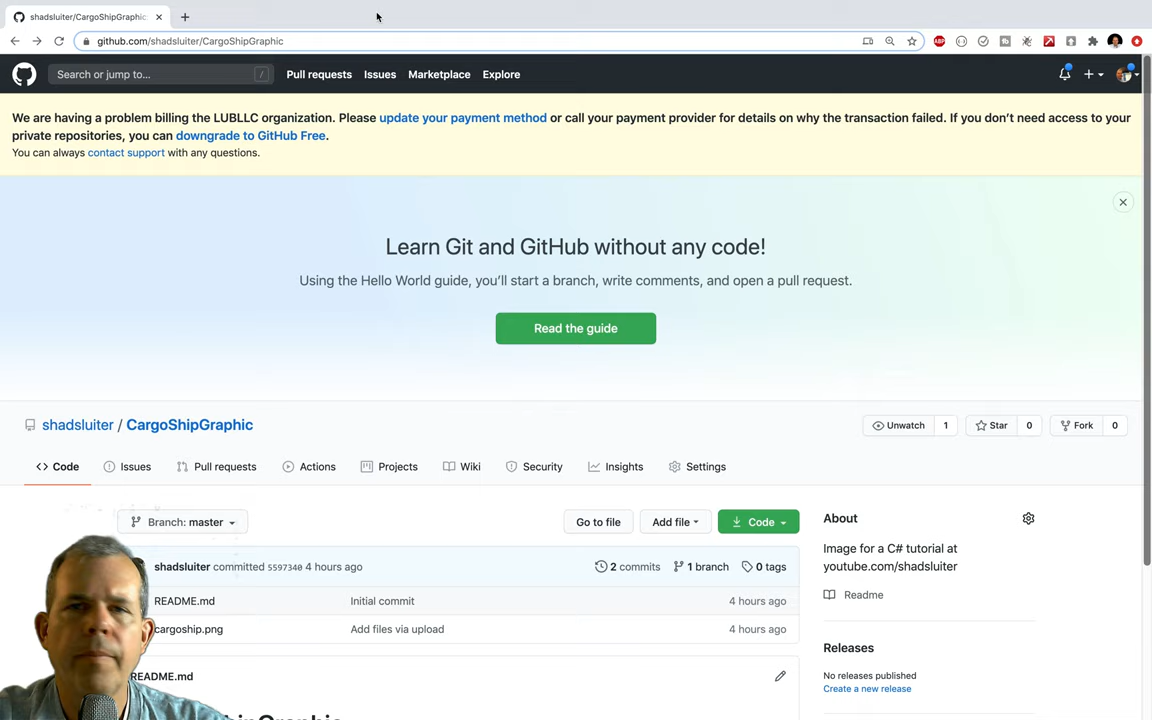 shadsluiter/CargoShipGraphic
github.com/shadsluiter/CargoShipGraphic
ABP
Search or jump to...
/
Pull requests
Issues
Marketplace
Explore
We are having a problem billing the LUBLLC organization. Please update your payment method or call your payment provider for details on why the transaction failed. If you don't need access to your
private repositories, you can downgrade to GitHub Free.
You can always contact support with any questions.
Learn Git and GitHub without any code!
Using the Hello World guide, you'll start a branch, write comments, and open a pull request.
Read the guide
shadsluiter / CargoShipGraphic
Unwatch 1
Star 0
Fork 0
Code
Issues
Pull requests
Actions
Projects
Wiki
Security
Insights
Settings
Branch: master
Go to file
Add file
Code
About
Image for a C# tutorial at
youtube.com/shadsluiter
Readme
shadsluiter committed 5597340 4 hours ago
2 commits
1 branch
0 tags
README.md Initial commit 4 hours ago
cargoship.png Add files via upload 4 hours ago
Releases
No releases published
Create a new release
README.md